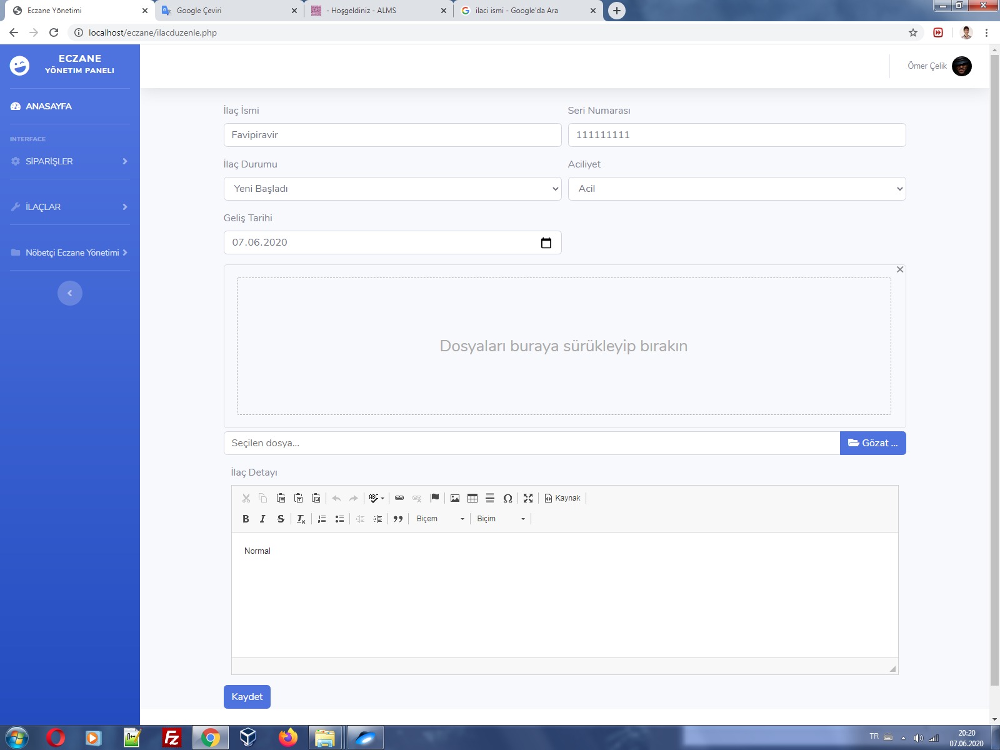 Eczane Yönetimi
Google Çeviri
- Hoşgeldiniz - ALMS
ilaci ismi - Google'da Ara
localhost/eczane/ilacduzenle.php
ECZANE
YÖNETIM PANELI
Ömer Çelik
ANASAYFA
INTERFACE
SİPARİŞLER
İLAÇLAR
Nöbetçi Eczane Yönetimi
İlaç İsmi
Seri Numarası
Favipiravir
111111111
İlaç Durumu
Aciliyet
Yeni Başladı
Acil
Geliş Tarihi
07.06.2020
Dosyaları buraya sürükleyip bırakın
Seçilen dosya...
Gözat ...
İlaç Detayı
Kaynak
Biçem
Biçim
Normal
Kaydet
TR
20:20
07.06.2020